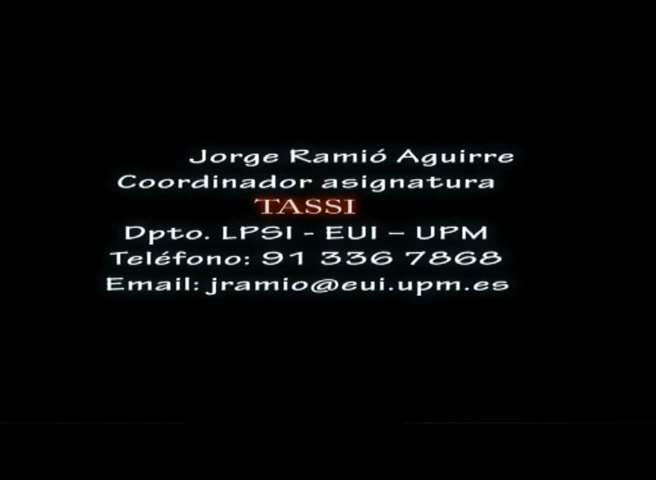 Jorge Ramió Aguirre
Coordinador asignatura
TASSI
Dpto. LPSI - EUI – UPM
Teléfono: 91 336 7868
Email: jramio@eui.upm.es